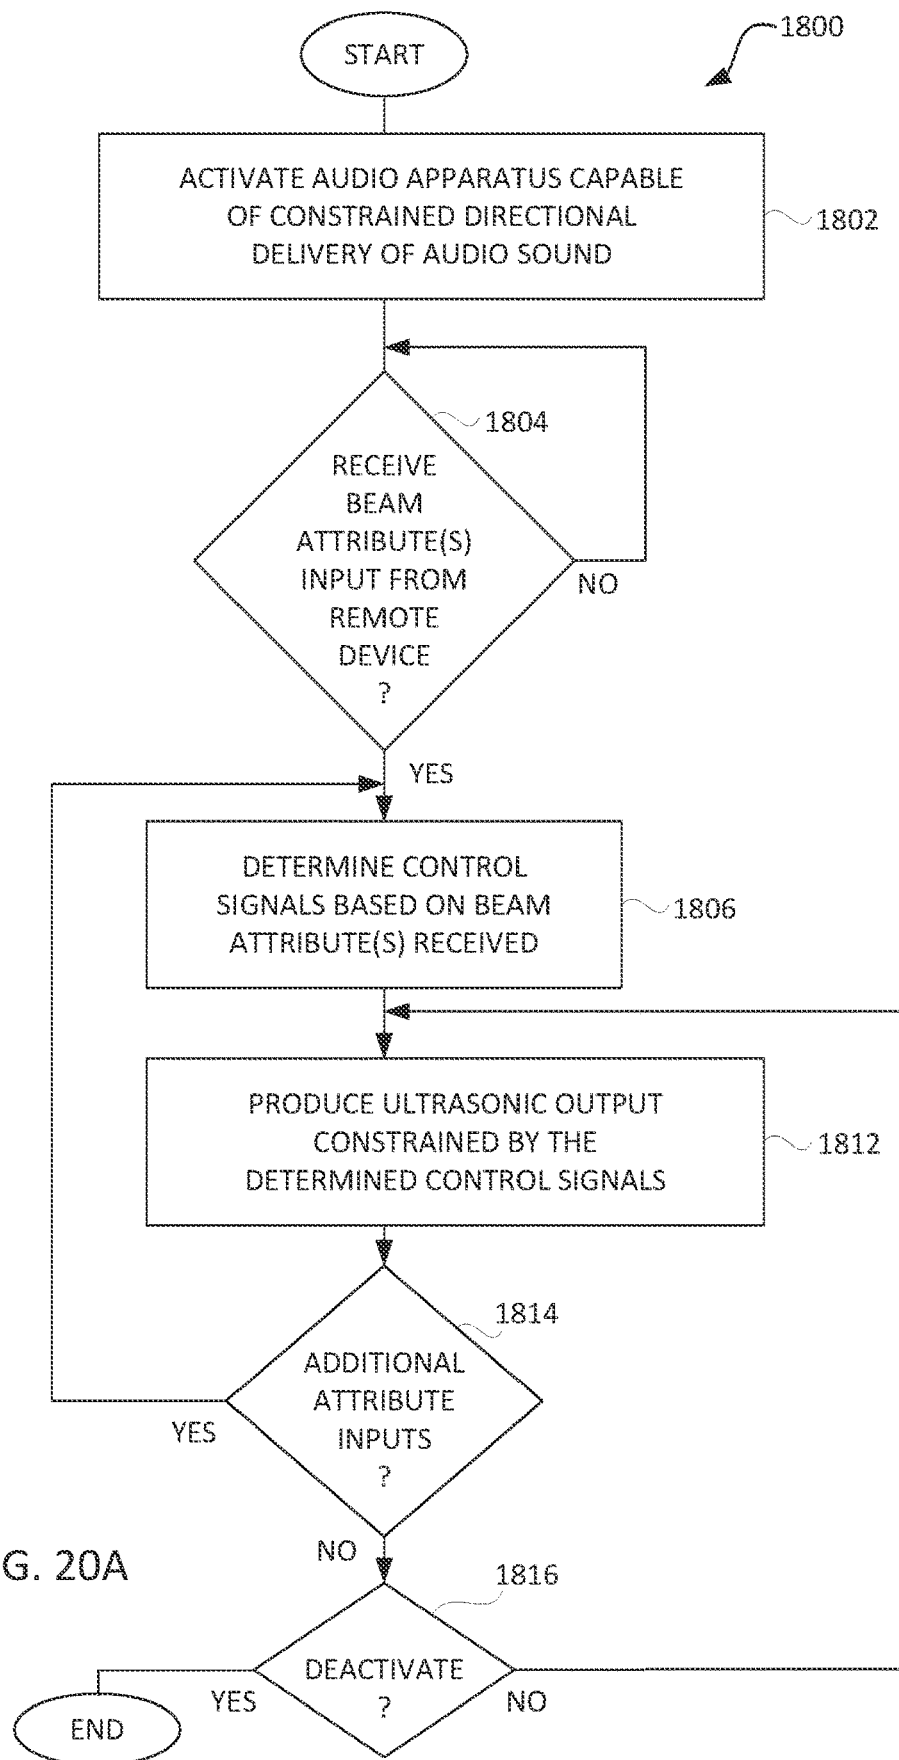 1800
START
ACTIVATE AUDIO APPARATUS CAPABLE
OF CONSTRAINED DIRECTIONAL
DELIVERY OF AUDIO SOUND
1802
1804
RECEIVE
BEAM
ATTRIBUTE(S)
INPUT FROM
REMOTE
DEVICE
?
NO
YES
DETERMINE CONTROL
SIGNALS BASED ON BEAM
ATTRIBUTE(S) RECEIVED
1806
PRODUCE ULTRASONIC OUTPUT
CONSTRAINED BY THE
DETERMINED CONTROL SIGNALS
1812
1814
ADDITIONAL
ATTRIBUTE
INPUTS
?
YES
NO
G. 20A
1816
DEACTIVATE
?
YES
NO
END